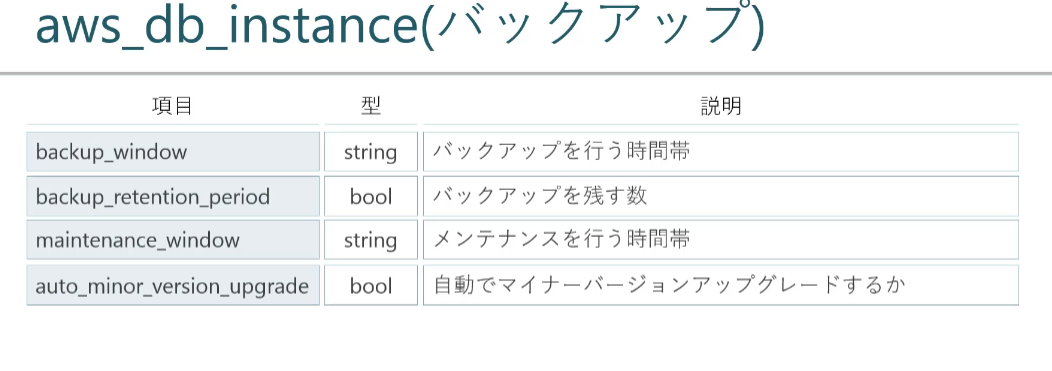 aws_db_instance(バックアップ)
項目 型 説明
backup_window string バックアップを行う時間帯
backup_retention_period bool バックアップを残す数
maintenance_window string メンテナンスを行う時間帯
auto_minor_version_upgrade bool 自動でマイナーバージョンアップグレードするか